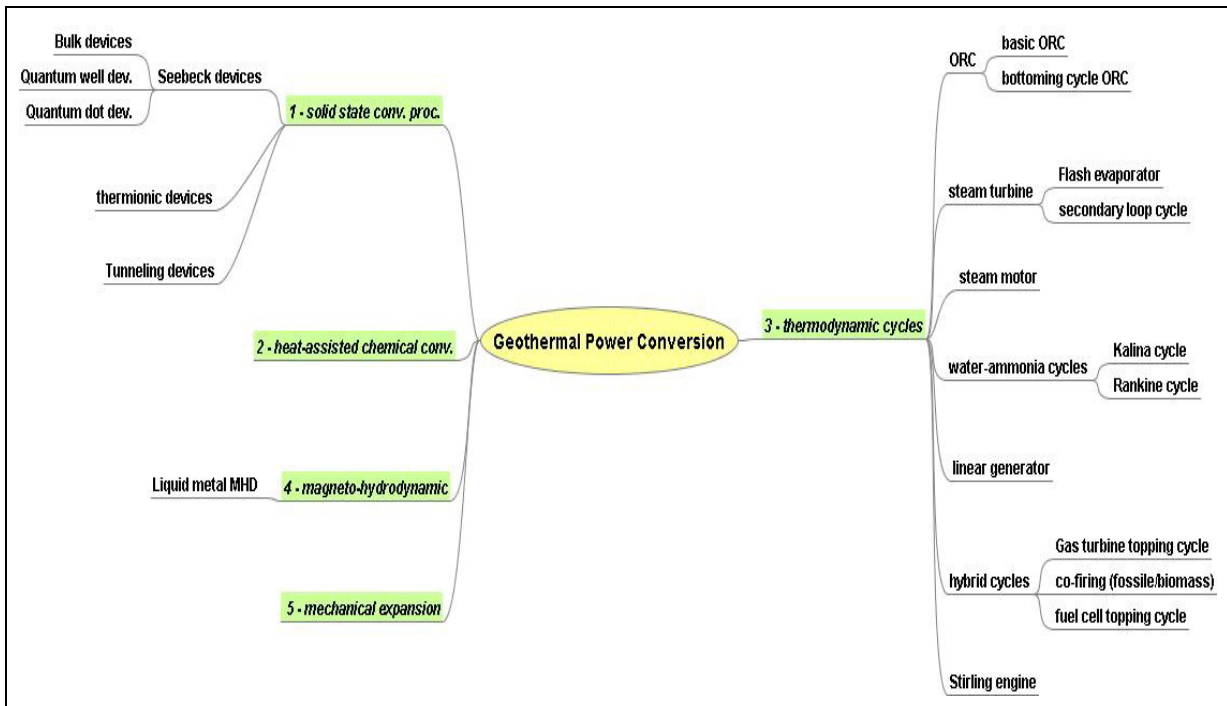 Bulk devices
Quantum well dev.
Quantum dot dev.
Seebeck devices
1 - solid state conv. proc.
thermionic devices
Tunneling devices
2 - heat-assisted chemical conv.
Liquid metal MHD
4 - magneto-hydrodynamic
5 - mechanical expansion
Geothermal Power Conversion
3 - thermodynamic cycles
ORC
basic ORC
bottoming cycle ORC
steam turbine
Flash evaporator
secondary loop cycle
steam motor
water-ammonia cycles
Kalina cycle
Rankine cycle
linear generator
hybrid cycles
Gas turbine topping cycle
co-firing (fossile/biomass)
fuel cell topping cycle
Stirling engine